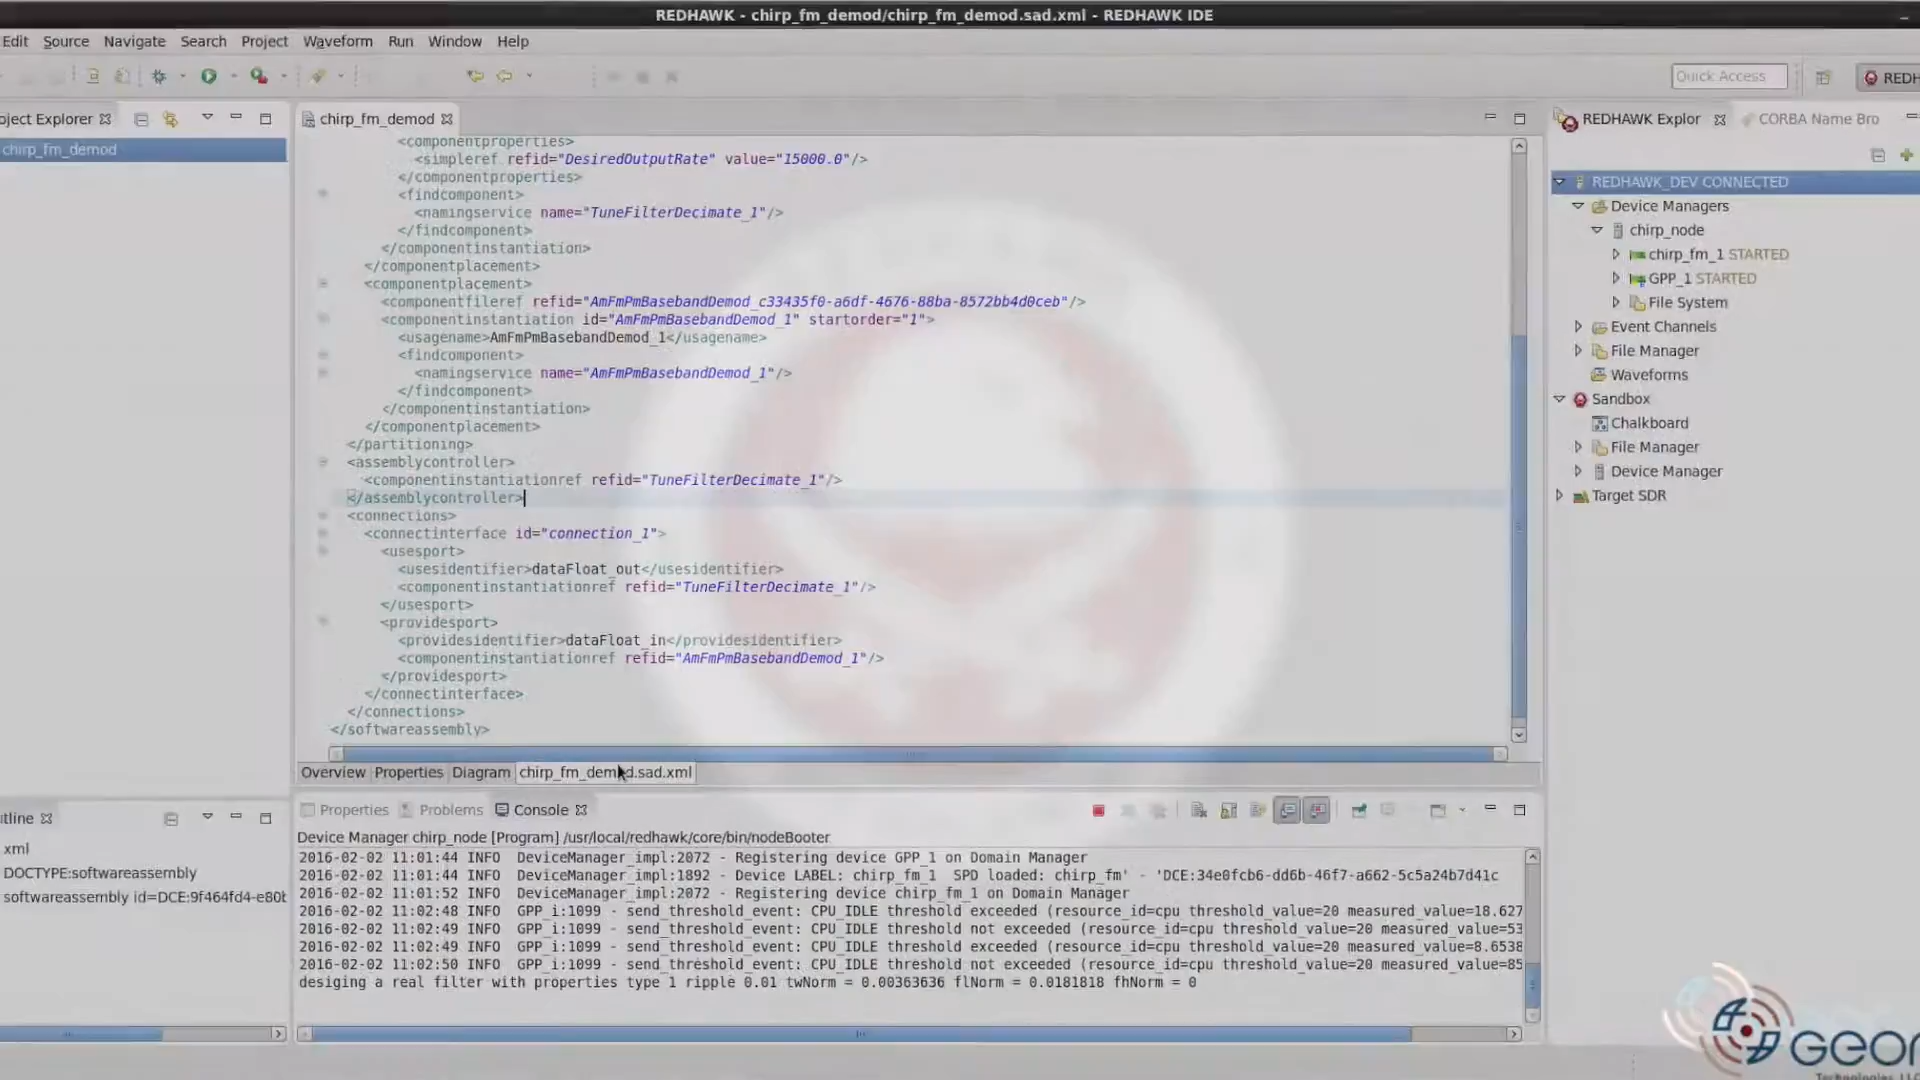 REDHAWK - chirp_fm_demod/chirp_fm_demod.sad.xml - REDHAWK IDE
Edit Source Navigate Search Project Waveform Run Window Help
Quick Access
REDH
oject Explorer
chirp_fm_demod
chirp_fm_demod
<componentproperties>
<simpleref refid="DesiredOutputRate" value="15000.0"/>
</componentproperties>
<findcomponent>
<namingservice name="TuneFilterDecimate_1"/>
</findcomponent>
</componentinstantiation>
</componentplacement>
<componentplacement>
<componentfileref refid="AmFmPmBasebandDemod_c33435f0-a6df-4676-88ba-8572bb4d0ceb"/>
<componentinstantiation id="AmFmPmBasebandDemod_1" startorder="1">
<usagename>AmFmPmBasebandDemod_1</usagename>
<findcomponent>
<namingservice name="AmFmPmBasebandDemod_1"/>
</findcomponent>
</componentinstantiation>
</componentplacement>
</partitioning>
<assemblycontroller>
<componentinstantiationref refid="TuneFilterDecimate_1"/>
</assemblycontroller>
<connections>
<connectinterface id="connection_1">
<usesport>
<usesidentifier>dataFloat_out</usesidentifier>
<componentinstantiationref refid="TuneFilterDecimate_1"/>
</usesport>
<providesport>
<providesidentifier>dataFloat_in</providesidentifier>
<componentinstantiationref refid="AmFmPmBasebandDemod_1"/>
</providesport>
</connectinterface>
</connections>
</softwareassembly>
Overview Properties Diagram chirp_fm_demod.sad.xml
REDHAWK Explor
CORBA Name Bro
REDHAWK_DEV CONNECTED
Device Managers
chirp_node
chirp_fm_1 STARTED
GPP_1 STARTED
File System
Event Channels
File Manager
Waveforms
Sandbox
Chalkboard
File Manager
Device Manager
Target SDR
utline
xml
DOCTYPE:softwareassembly
softwareassembly id=DCE:9f464fd4-e80b
Properties Problems Console
Device Manager chirp_node [Program] /usr/local/redhawk/core/bin/nodeBooter
2016-02-02 11:01:44 INFO DeviceManager_impl:2072 - Registering device GPP_1 on Domain Manager
2016-02-02 11:01:44 INFO DeviceManager_impl:1892 - Device LABEL: chirp_fm_1 SPD loaded: chirp_fm' - 'DCE:34e0fcb6-dd6b-46f7-a662-5c5a24b7d41c
2016-02-02 11:01:52 INFO DeviceManager_impl:2072 - Registering device chirp_fm_1 on Domain Manager
2016-02-02 11:02:48 INFO GPP_i:1099 - send_threshold_event: CPU_IDLE threshold exceeded (resource_id=cpu threshold_value=20 measured_value=18.627
2016-02-02 11:02:49 INFO GPP_i:1099 - send_threshold_event: CPU_IDLE threshold not exceeded (resource_id=cpu threshold_value=20 measured_value=53
2016-02-02 11:02:49 INFO GPP_i:1099 - send_threshold_event: CPU_IDLE threshold exceeded (resource_id=cpu threshold_value=20 measured_value=8.6538
2016-02-02 11:02:50 INFO GPP_i:1099 - send_threshold_event: CPU_IDLE threshold not exceeded (resource_id=cpu threshold_value=20 measured_value=85
desiging a real filter with properties type 1 ripple 0.01 twNorm = 0.00363636 flNorm = 0.0181818 fhNorm = 0
GEON